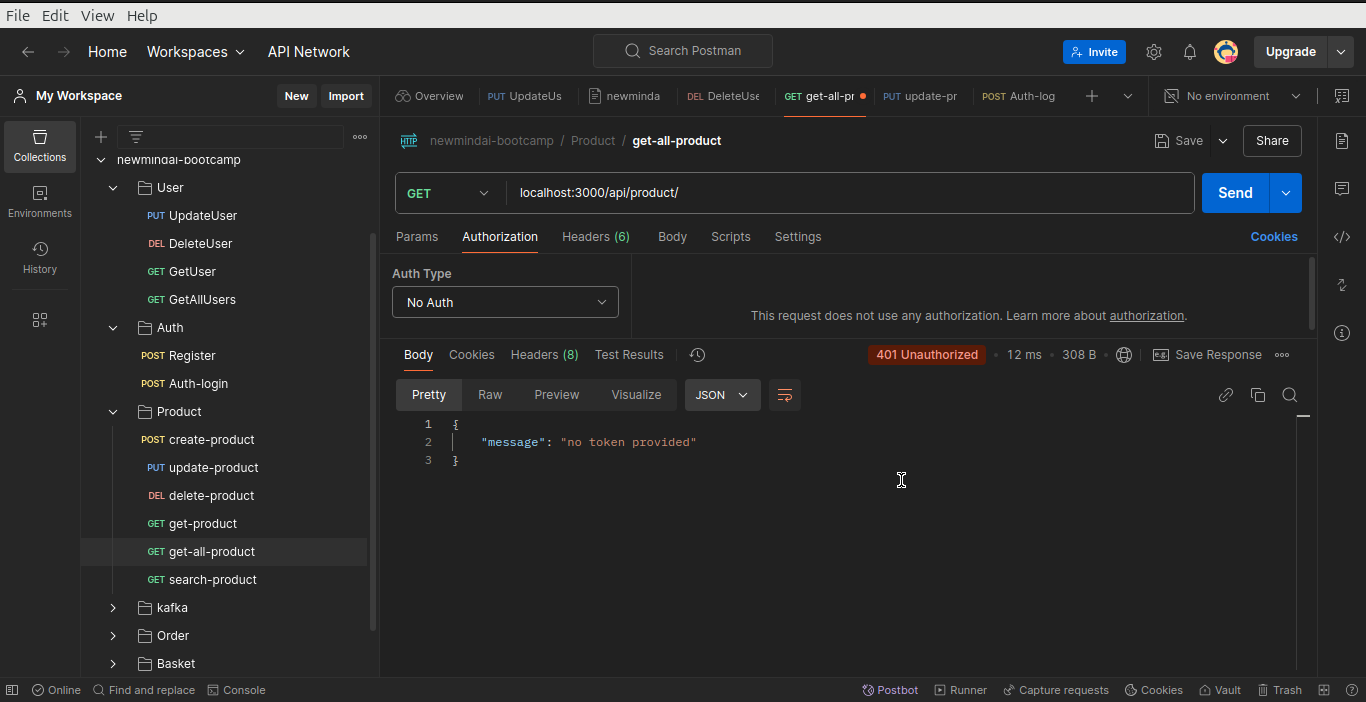 File Edit View Help
Home Workspaces API Network Search Postman Invite Upgrade
My Workspace New Import Overview PUT UpdateUs newminda DEL DeleteUse GET get-all-pr PUT update-pr POST Auth-log No environment
Collections
Environments
History
newmindai-bootcamp
User
PUT UpdateUser
DEL DeleteUser
GET GetUser
GET GetAllUsers
Auth
POST Register
POST Auth-login
Product
POST create-product
PUT update-product
DEL delete-product
GET get-product
GET get-all-product
GET search-product
kafka
Order
Basket
HTTP newmindai-bootcamp / Product / get-all-product Save Share
GET localhost:3000/api/product/ Send
Params Authorization Headers (6) Body Scripts Settings Cookies
Auth Type
No Auth
This request does not use any authorization. Learn more about authorization.
Body Cookies Headers (8) Test Results 401 Unauthorized 12 ms 308 B e.g. Save Response
Pretty Raw Preview Visualize JSON
1 {
2 "message": "no token provided"
3 }
Online Find and replace Console Postbot Runner Capture requests Cookies Vault Trash